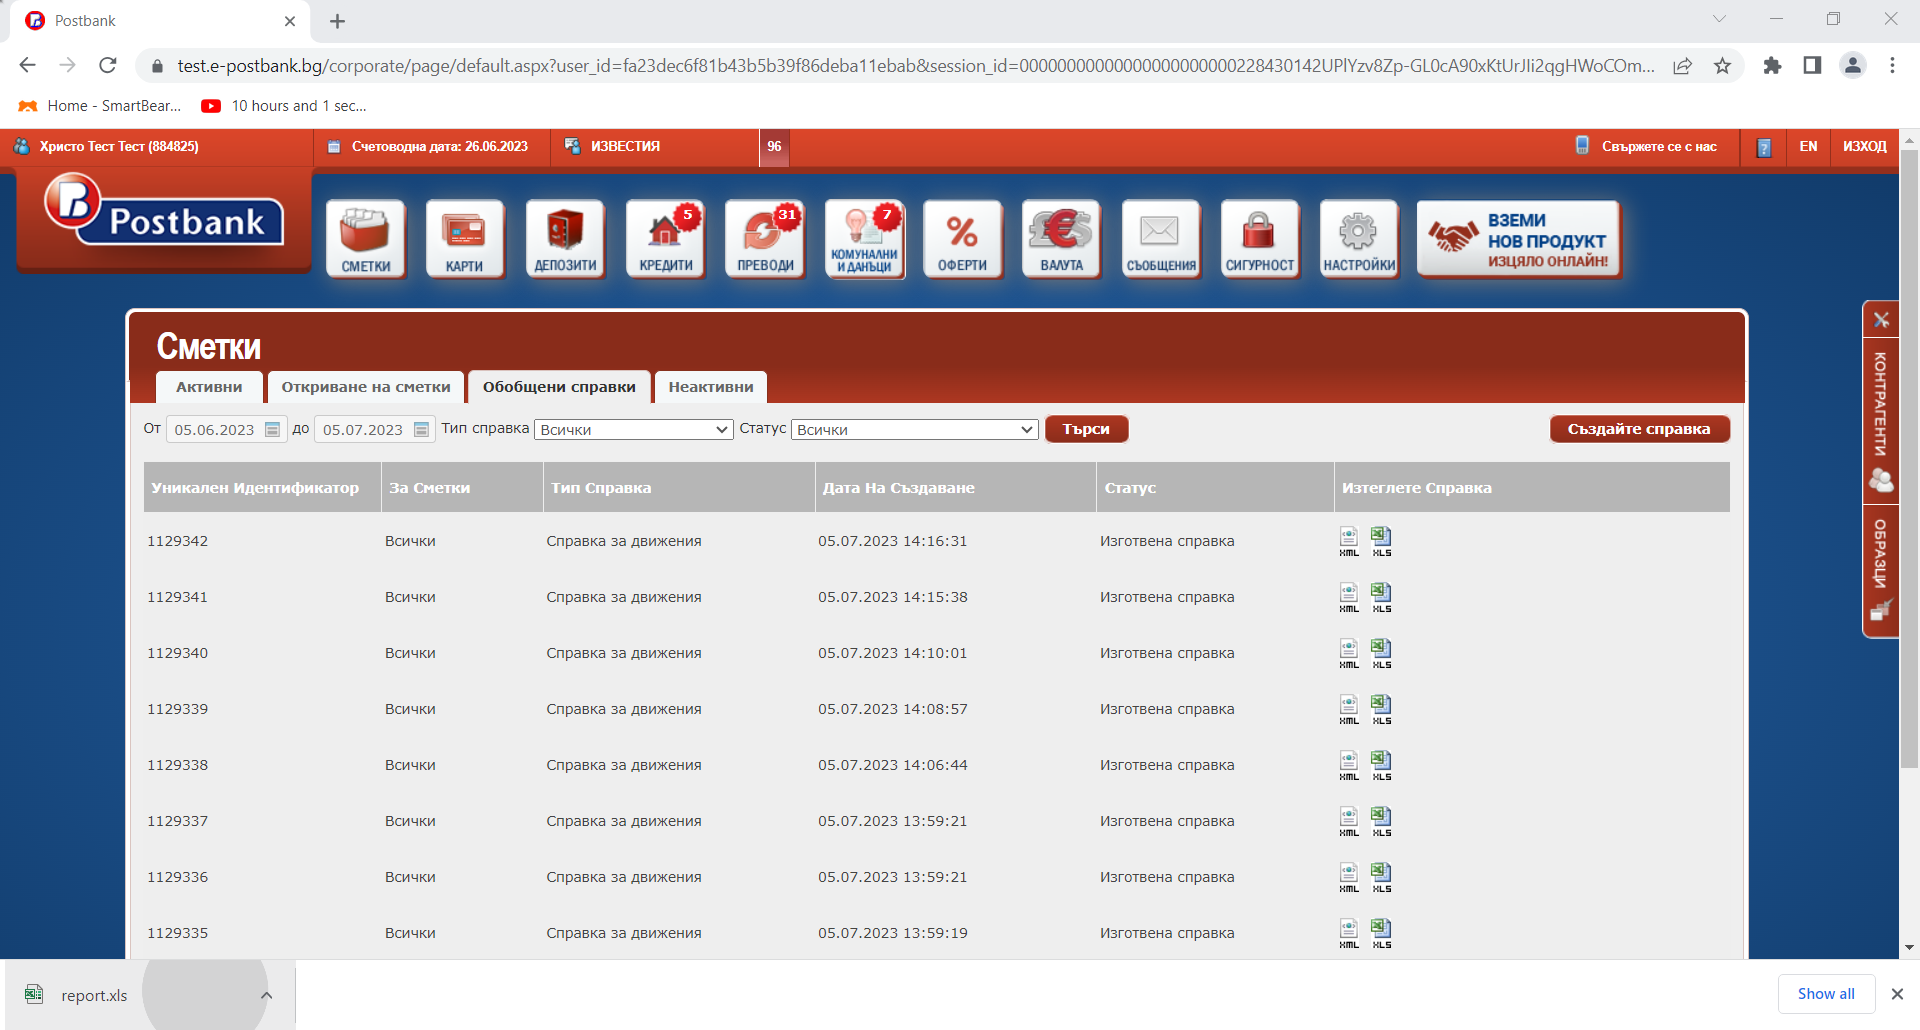 Postbank
test.e-postbank.bg/corporate/page/default.aspx?user_id=fa23dec6f81b43b5b39f86deba11ebab&session_id=0000000000000000000000228430142UPlYzv8Zp-GL0cA90xKtUrJIi2qgHWoCOm...
Home - SmartBear...
10 hours and 1 sec...
Христо Тест Тест (884825)
Счетоводна дата: 26.06.2023
ИЗВЕСТИЯ
96
Свържете се с нас
EN
ИЗХОД
Postbank
СМЕТКИ
КАРТИ
ДЕПОЗИТИ
5
КРЕДИТИ
31
ПРЕВОДИ
7
КОМУНАЛНИ
И ДАНЪЦИ
ОФЕРТИ
ВАЛУТА
СЪОБЩЕНИЯ
СИГУРНОСТ
НАСТРОЙКИ
ВЗЕМИ
НОВ ПРОДУКТ
ИЗЦЯЛО ОНЛАЙН!
КОНТРАГЕНТИ
ОБРАЗЦИ
Сметки
Активни
Откриване на сметки
Обобщени справки
Неактивни
От 05.06.2023 до 05.07.2023 Тип справка Всички Статус Всички Търси Създайте справка
Уникален Идентификатор За Сметки Тип Справка Дата На Създаване Статус Изтеглете Справка
1129342 Всички Справка за движения 05.07.2023 14:16:31 Изготвена справка XML XLS
1129341 Всички Справка за движения 05.07.2023 14:15:38 Изготвена справка XML XLS
1129340 Всички Справка за движения 05.07.2023 14:10:01 Изготвена справка XML XLS
1129339 Всички Справка за движения 05.07.2023 14:08:57 Изготвена справка XML XLS
1129338 Всички Справка за движения 05.07.2023 14:06:44 Изготвена справка XML XLS
1129337 Всички Справка за движения 05.07.2023 13:59:21 Изготвена справка XML XLS
1129336 Всички Справка за движения 05.07.2023 13:59:21 Изготвена справка XML XLS
1129335 Всички Справка за движения 05.07.2023 13:59:19 Изготвена справка XML XLS
report.xls
Show all